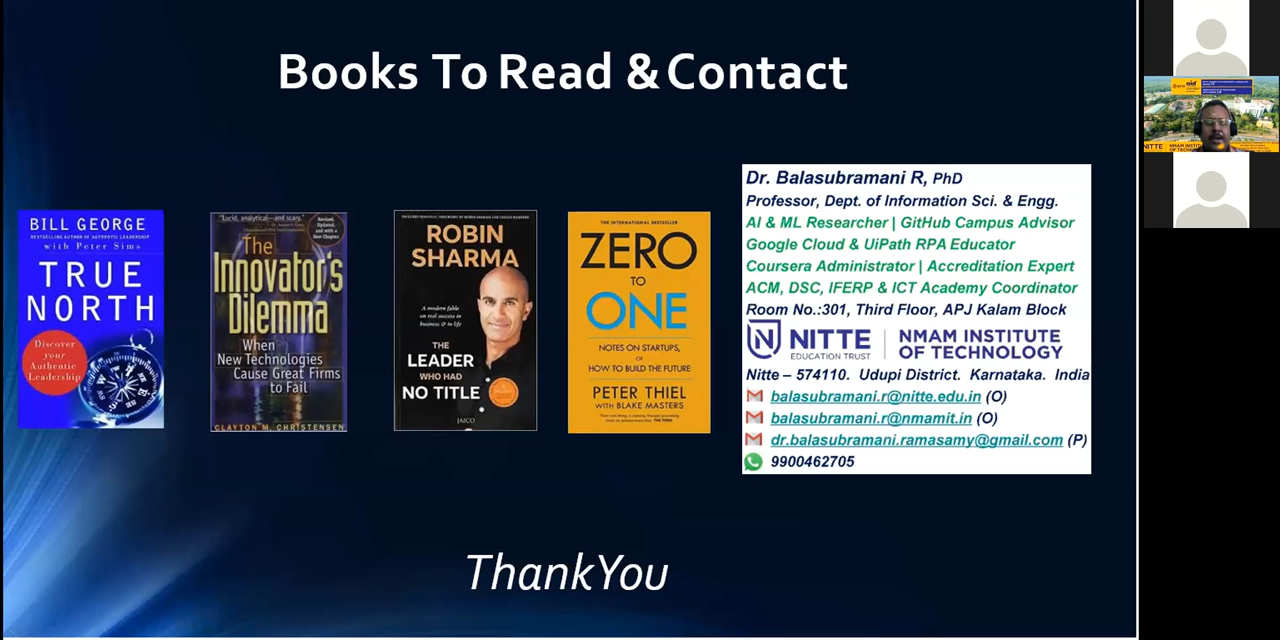 Books To Read & Contact
BILL GEORGE
BESTSELLING AUTHOR OF AUTHENTIC LEADERSHIP
with Peter Sims
TRUE
NORTH
Discover
your
Authentic
Leadership
"Lucid, analytical—and scary."
Revised,
Updated,
and with a
New Chapter
The
Innovator's
Dilemma
When
New Technologies
Cause Great Firms
to Fail
CLAYTON M. CHRISTENSEN
ROBIN
SHARMA
A modern fable
on real success in
business & in life
THE
LEADER
WHO HAD
NO TITLE
JAICO
THE INTERNATIONAL BESTSELLER
ZERO
TO
ONE
NOTES ON STARTUPS,
OR
HOW TO BUILD THE FUTURE
PETER THIEL
WITH BLAKE MASTERS
Dr. Balasubramani R, PhD
Professor, Dept. of Information Sci. & Engg.
AI & ML Researcher | GitHub Campus Advisor
Google Cloud & UiPath RPA Educator
Coursera Administrator | Accreditation Expert
ACM, DSC, IFERP & ICT Academy Coordinator
Room No.:301, Third Floor, APJ Kalam Block
NITTE
EDUCATION TRUST
NMAM INSTITUTE
OF TECHNOLOGY
Nitte – 574110. Udupi District. Karnataka. India
balasubramani.r@nitte.edu.in (O)
balasubramani.r@nmamit.in (O)
dr.balasubramani.ramasamy@gmail.com (P)
9900462705
Thank You
NITTE
NMAM INSTITUTE
OF TECHNOLOGY